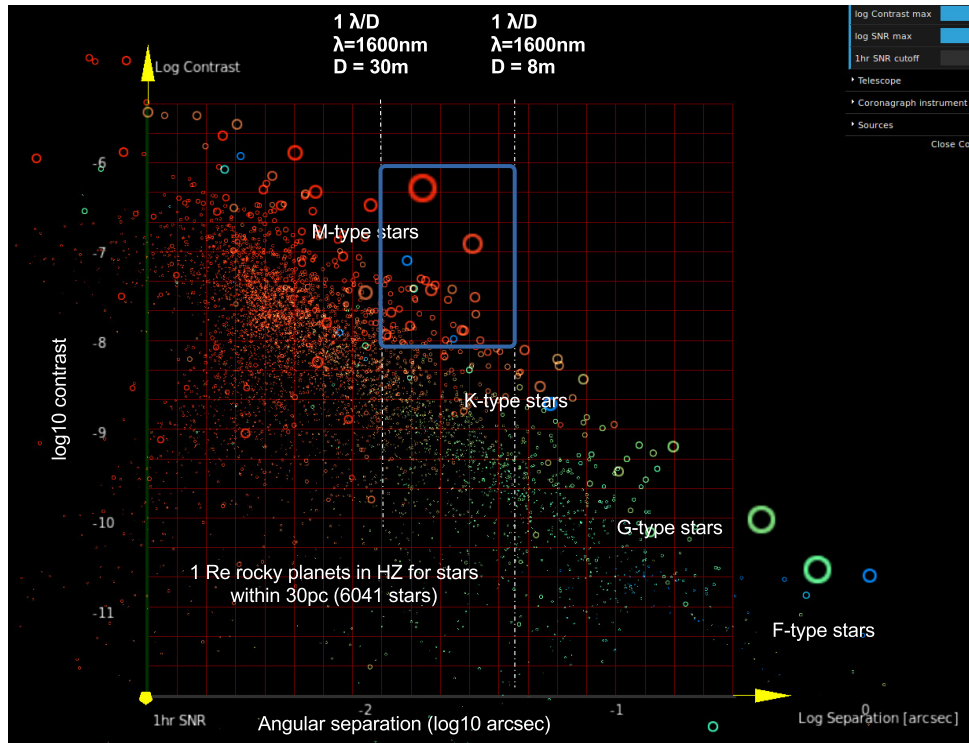 1 λ/D
λ=1600nm
D = 30m
1 λ/D
λ=1600nm
D = 8m
log Contrast max
log SNR max
1hr SNR cutoff
Telescope
Coronagraph instrument
Sources
Close Co
Log Contrast
-6
M-type stars
-7
-8
log10 contrast
K-type stars
-9
-10
G-type stars
1 Re rocky planets in HZ for stars
within 30pc (6041 stars)
-11
F-type stars
1hr SNR
-2
Angular separation (log10 arcsec)
-1
0
Log Separation [arcsec]